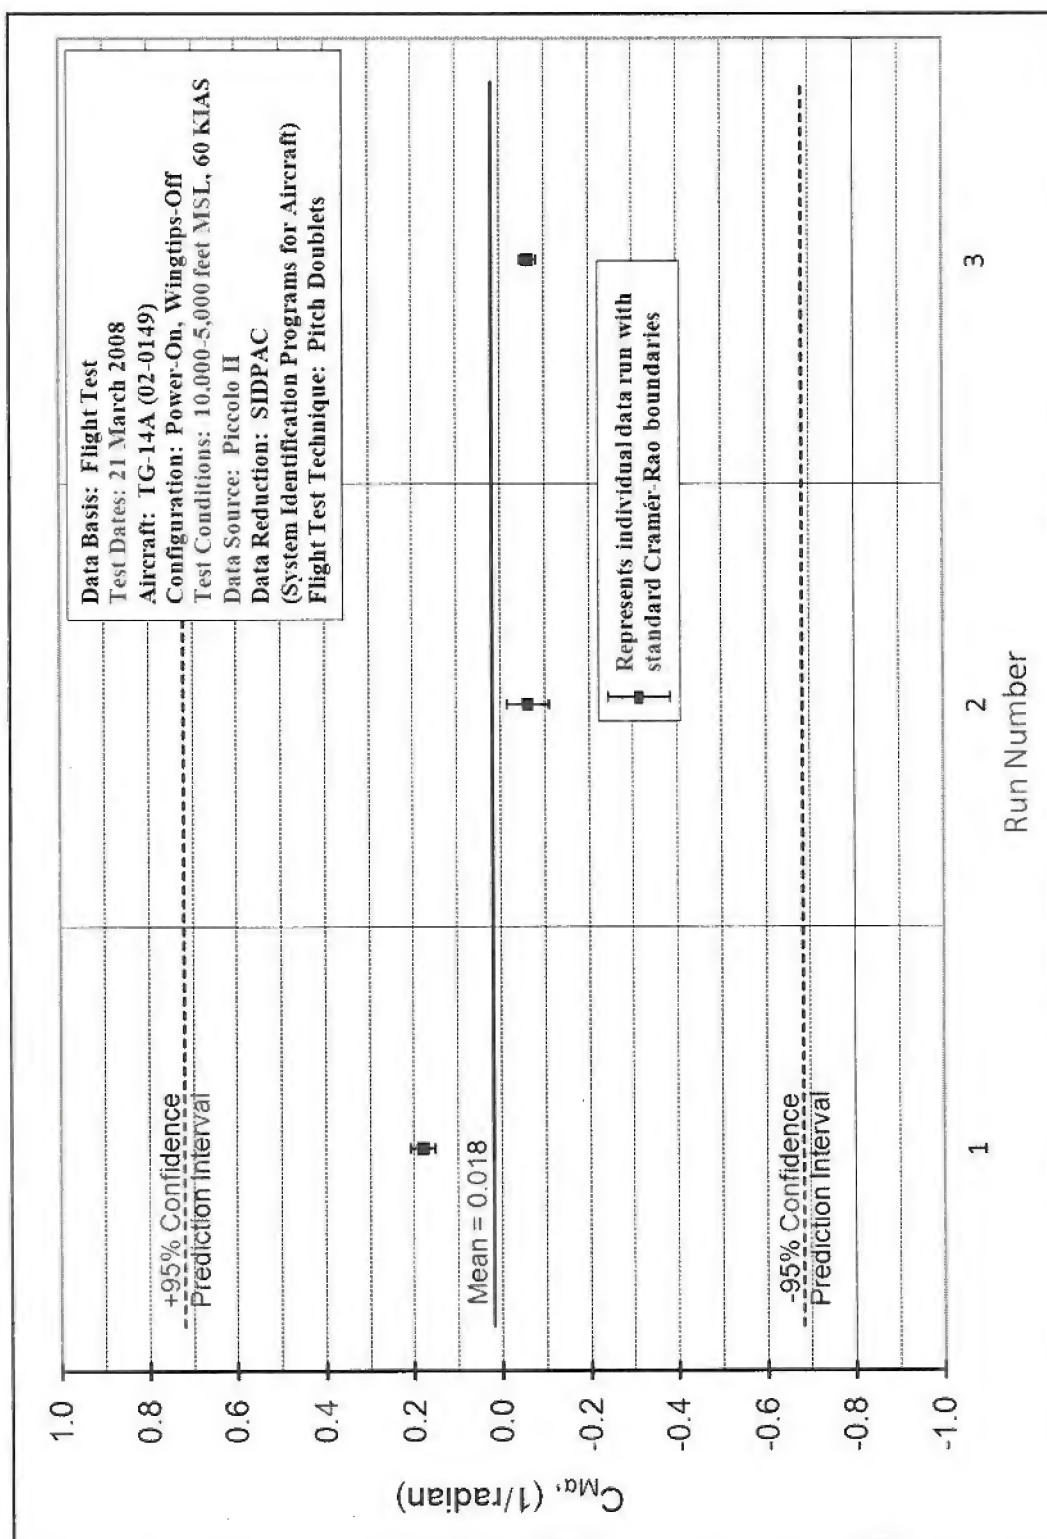 Data Basis: Flight Test
Test Dates: 21 March 2008
Aircraft: TG-14A (02-0149)
Configuration: Power-On, Wingtips-Off
Test Conditions: 10,000-5,000 feet MSL, 60 KIAS
Data Source: Piccolo II
Data Reduction: SIDPAC
(System Identification Programs for Aircraft)
Flight Test Technique: Pitch Doublets
+95% Confidence
Prediction Interval
Mean = 0.018
Represents individual data run with
standard Cramér-Rao boundaries
-95% Confidence
Prediction Interval
1.0
0.8
0.6
0.4
0.2
0.0
-0.2
-0.4
-0.6
-0.8
-1.0
C_Mα, (1/radian)
1
2
3
Run Number